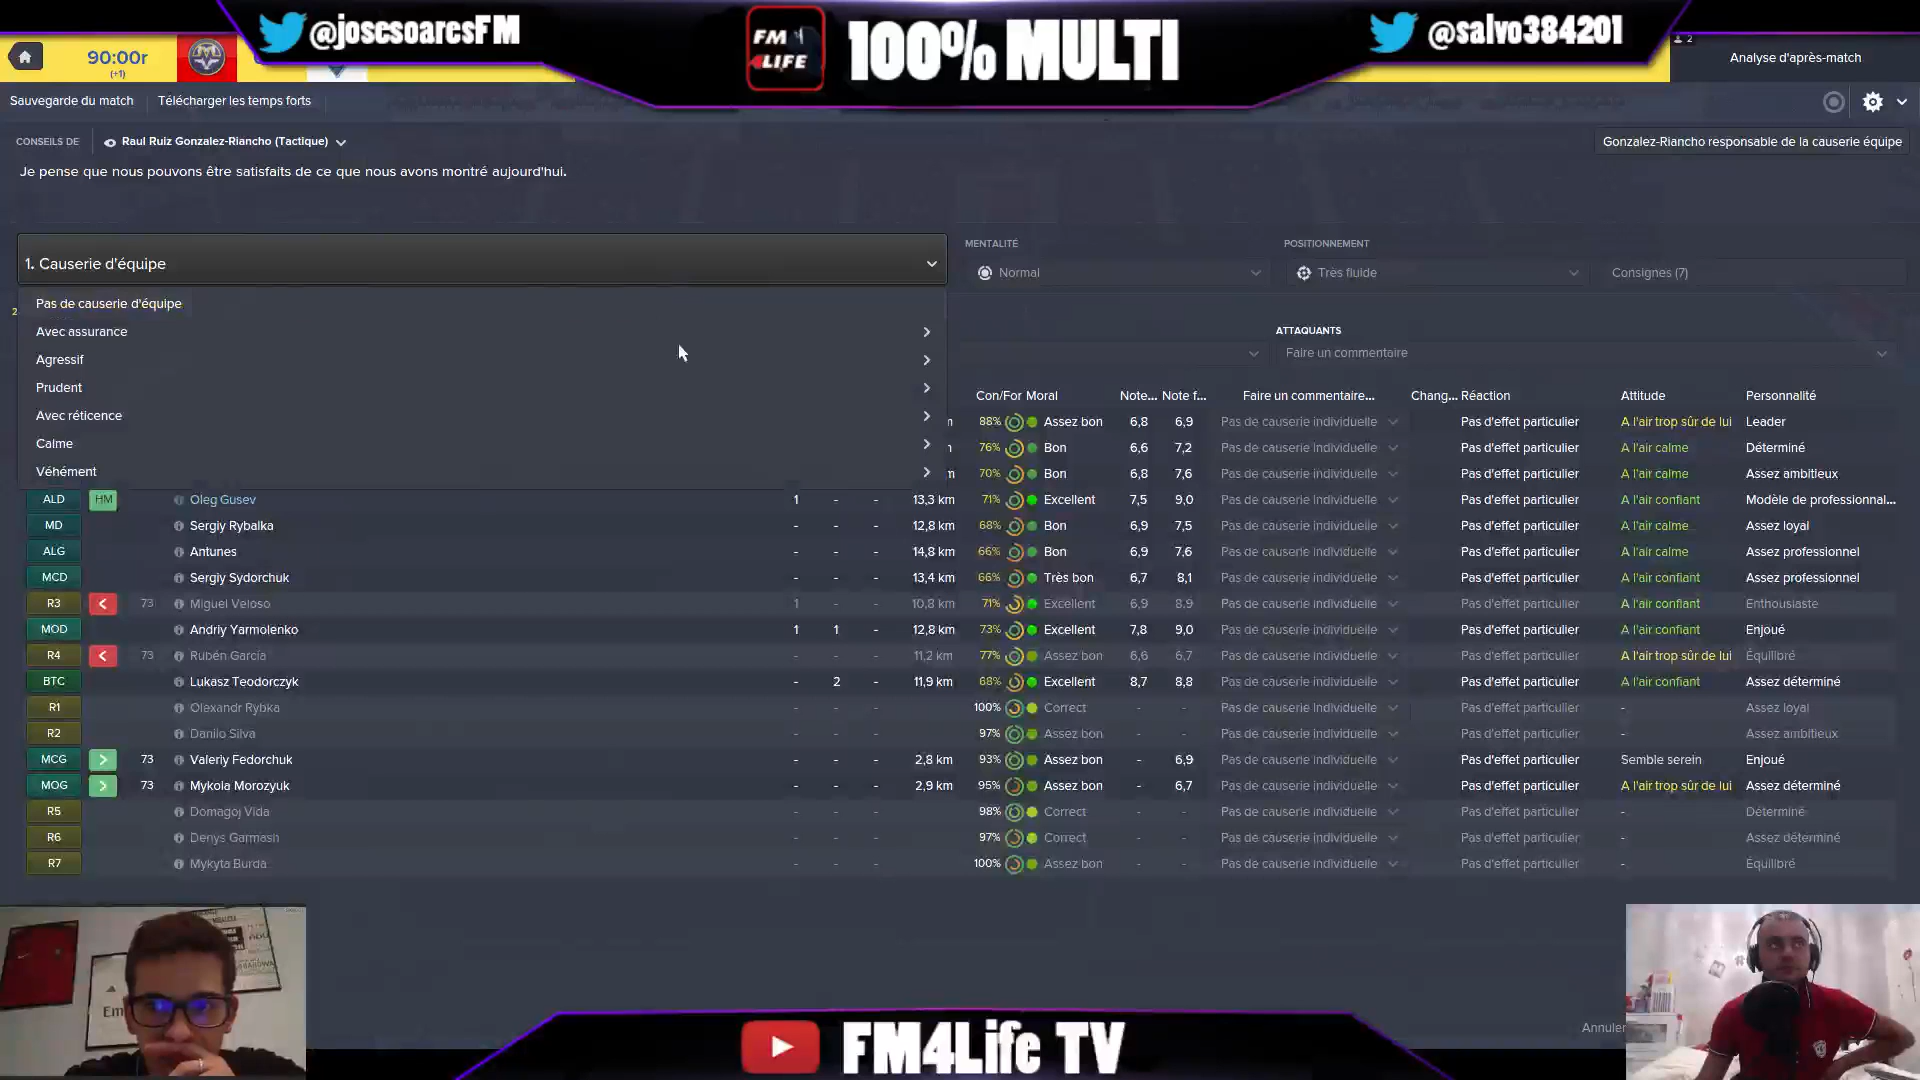 @josesoaresFM
FM 4 LIFE
100% MULTI
@salvo384201
90:00r
(+1)
2
Analyse d'après-match
Sauvegarde du match
Télécharger les temps forts
CONSEILS DE
Raul Ruiz Gonzalez-Riancho (Tactique)
Gonzalez-Riancho responsable de la causerie équipe
Je pense que nous pouvons être satisfaits de ce que nous avons montré aujourd'hui.
1. Causerie d'équipe
MENTALITÉ
Normal
POSITIONNEMENT
Très fluide
Consignes (7)
Pas de causerie d'équipe
Avec assurance
Agressif
Prudent
Avec réticence
Calme
Véhément
ATTAQUANTS
Faire un commentaire
Con/For Moral Note... Note f... Faire un commentaire... Chang... Réaction Attitude Personnalité
88% Assez bon 6,8 6,9 Pas de causerie individuelle Pas d'effet particulier A l'air trop sûr de lui Leader
76% Bon 6,6 7,2 Pas de causerie individuelle Pas d'effet particulier A l'air calme Déterminé
70% Bon 6,8 7,6 Pas de causerie individuelle Pas d'effet particulier A l'air calme Assez ambitieux
ALD HM Oleg Gusev 1 - - 13,3 km 71% Excellent 7,5 9,0 Pas de causerie individuelle Pas d'effet particulier A l'air confiant Modèle de professionnal...
MD Sergiy Rybalka - - - 12,8 km 68% Bon 6,9 7,5 Pas de causerie individuelle Pas d'effet particulier A l'air calme Assez loyal
ALG Antunes - - - 14,8 km 66% Bon 6,9 7,6 Pas de causerie individuelle Pas d'effet particulier A l'air calme Assez professionnel
MCD Sergiy Sydorchuk - - - 13,4 km 66% Très bon 6,7 8,1 Pas de causerie individuelle Pas d'effet particulier A l'air confiant Assez professionnel
R3 73 Miguel Veloso 1 - - 10,8 km 71% Excellent 6,9 8,9 Pas de causerie individuelle Pas d'effet particulier A l'air confiant Enthousiaste
MOD Andriy Yarmolenko 1 1 - 12,8 km 73% Excellent 7,8 9,0 Pas de causerie individuelle Pas d'effet particulier A l'air confiant Enjoué
R4 73 Rubén García - - - 11,2 km 77% Assez bon 6,6 6,7 Pas de causerie individuelle Pas d'effet particulier A l'air trop sûr de lui Équilibré
BTC Lukasz Teodorczyk - 2 - 11,9 km 68% Excellent 8,7 8,8 Pas de causerie individuelle Pas d'effet particulier A l'air confiant Assez déterminé
R1 Olexandr Rybka - - - 100% Correct - - Pas de causerie individuelle Pas d'effet particulier - Assez loyal
R2 Danilo Silva - - - 97% Assez bon - - Pas de causerie individuelle Pas d'effet particulier - Assez ambitieux
MCG 73 Valeriy Fedorchuk - - - 2,8 km 93% Assez bon - 6,9 Pas de causerie individuelle Pas d'effet particulier Semble serein Enjoué
MOG 73 Mykola Morozyuk - - - 2,9 km 95% Assez bon - 6,7 Pas de causerie individuelle Pas d'effet particulier A l'air trop sûr de lui Assez déterminé
R5 Domagoj Vida - - - 98% Correct - - Pas de causerie individuelle Pas d'effet particulier - Déterminé
R6 Denys Garmash - - - 97% Correct - - Pas de causerie individuelle Pas d'effet particulier - Assez déterminé
R7 Mykyta Burda - - - 100% Assez bon - - Pas de causerie individuelle Pas d'effet particulier - Équilibré
Annuler
FM4Life TV